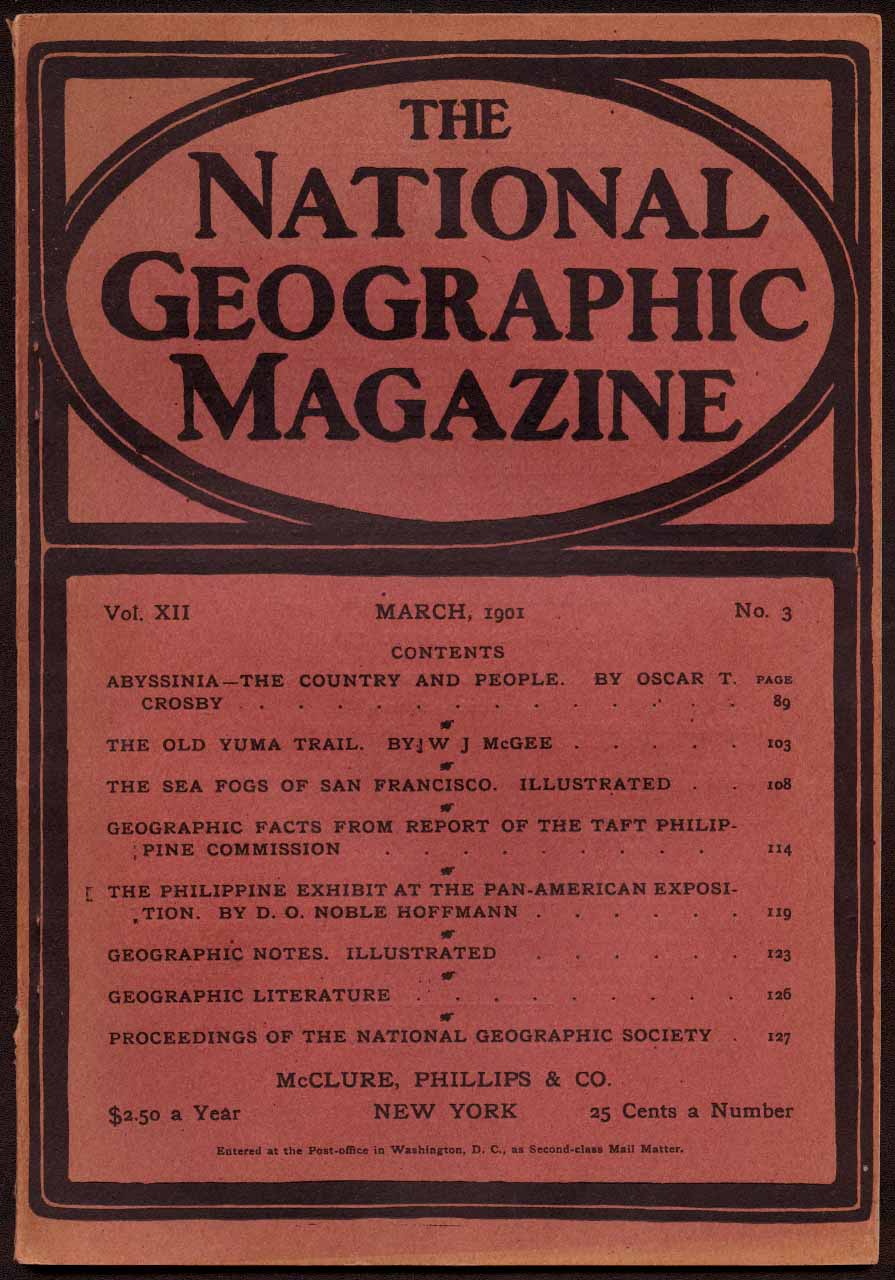 THE
NATIONAL
GEOGRAPHIC
MAGAZINE
Vol. XII MARCH, 1901 No. 3
CONTENTS
ABYSSINIA—THE COUNTRY AND PEOPLE. BY OSCAR T. PAGE
CROSBY . . . . . . . . . . . . . 89
THE OLD YUMA TRAIL. BY W J McGEE . . . . . 103
THE SEA FOGS OF SAN FRANCISCO. ILLUSTRATED . . 108
GEOGRAPHIC FACTS FROM REPORT OF THE TAFT PHILIP-
PINE COMMISSION . . . . . . . . . 114
THE PHILIPPINE EXHIBIT AT THE PAN-AMERICAN EXPOSI-
TION. BY D. O. NOBLE HOFFMANN . . . . . . 119
GEOGRAPHIC NOTES. ILLUSTRATED . . . . . . 123
GEOGRAPHIC LITERATURE . . . . . . . . . 126
PROCEEDINGS OF THE NATIONAL GEOGRAPHIC SOCIETY . 127
McCLURE, PHILLIPS & CO.
$2.50 a Year NEW YORK 25 Cents a Number
Entered at the Post-office in Washington, D. C., as Second-class Mail Matter.